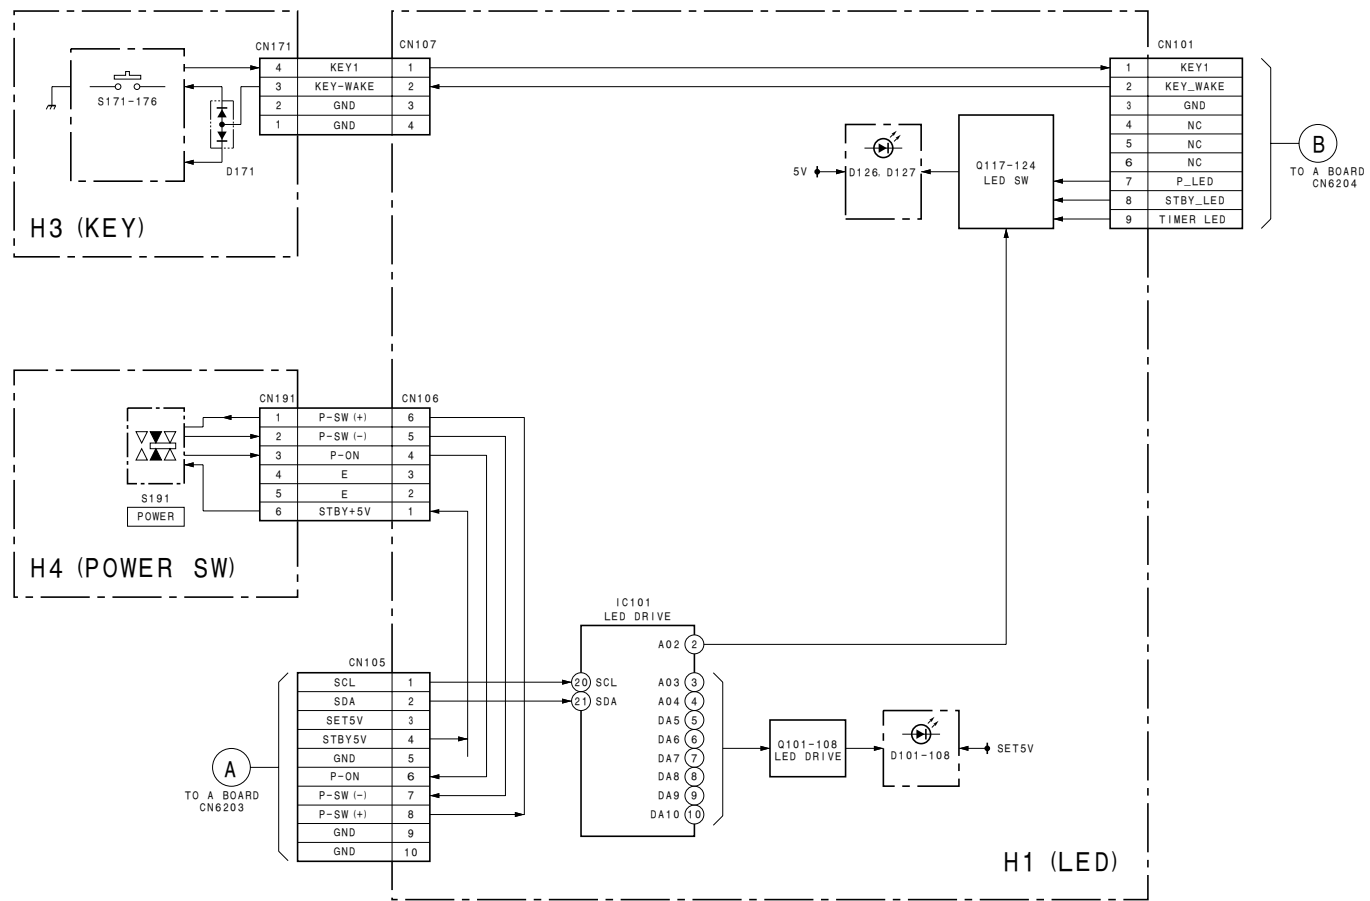 CN171
CN107
CN101
4 KEY1 1
3 KEY-WAKE 2
2 GND 3
1 GND 4
S171-176
D171
H3 (KEY)
1 KEY1
2 KEY_WAKE
3 GND
4 NC
5 NC
6 NC
7 P_LED
8 STBY_LED
9 TIMER LED
B
TO A BOARD
CN6204
5V
D126, D127
Q117-124
LED SW
CN191
CN106
1 P-SW (+) 6
2 P-SW (-) 5
3 P-ON 4
4 E 3
5 E 2
6 STBY+5V 1
S191
POWER
H4 (POWER SW)
CN105
SCL 1
SDA 2
SET5V 3
STBY5V 4
GND 5
P-ON 6
P-SW (-) 7
P-SW (+) 8
GND 9
GND 10
A
TO A BOARD
CN6203
IC101
LED DRIVE
20 SCL
21 SDA
A02 2
A03 3
A04 4
DA5 5
DA6 6
DA7 7
DA8 8
DA9 9
DA10 10
Q101-108
LED DRIVE
D101-108
SET5V
H1 (LED)